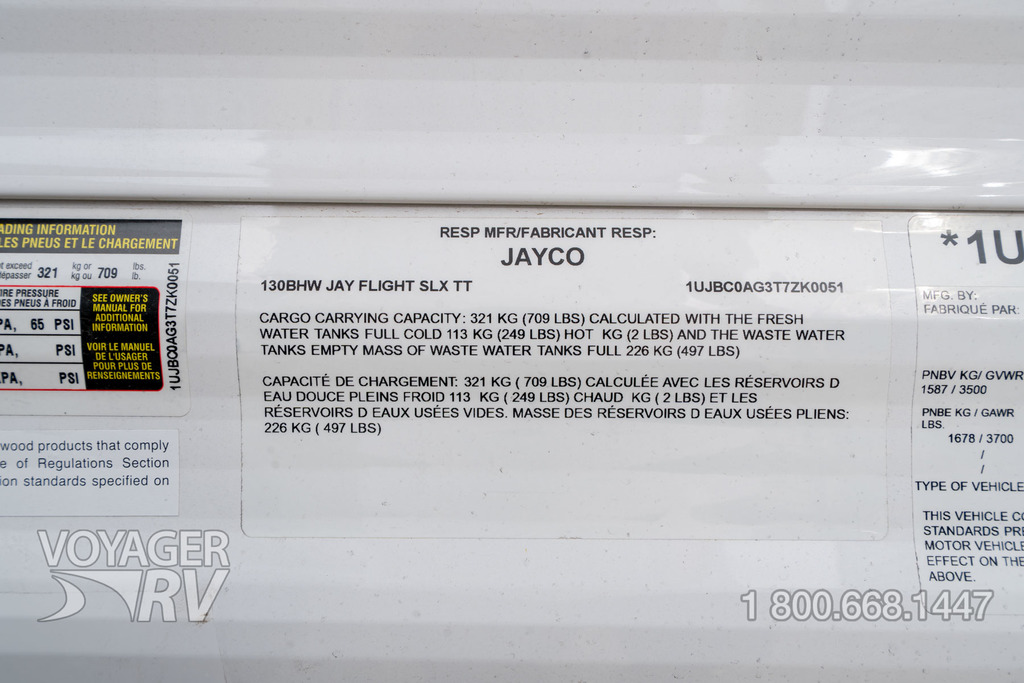 ADING INFORMATION
LES PNEUS ET LE CHARGEMENT
t exceed 321 kg or 709 lbs.
dépasser kg ou lb.
IRE PRESSURE
DES PNEUS À FROID
PA, 65 PSI
PA, PSI
KPA, PSI
SEE OWNER'S
MANUAL FOR
ADDITIONAL
INFORMATION
VOIR LE MANUEL
DE L'USAGER
POUR PLUS DE
RENSEIGNEMENTS
1UJBC0AG3T7ZK0051
wood products that comply
e of Regulations Section
ion standards specified on
RESP MFR/FABRICANT RESP:
JAYCO
130BHW JAY FLIGHT SLX TT 1UJBC0AG3T7ZK0051
CARGO CARRYING CAPACITY: 321 KG (709 LBS) CALCULATED WITH THE FRESH
WATER TANKS FULL COLD 113 KG (249 LBS) HOT KG (2 LBS) AND THE WASTE WATER
TANKS EMPTY MASS OF WASTE WATER TANKS FULL 226 KG (497 LBS)
CAPACITÉ DE CHARGEMENT: 321 KG ( 709 LBS) CALCULÉE AVEC LES RÉSERVOIRS D
EAU DOUCE PLEINS FROID 113 KG ( 249 LBS) CHAUD KG ( 2 LBS) ET LES
RÉSERVOIRS D EAUX USÉES VIDES. MASSE DES RÉSERVOIRS D EAUX USÉES PLIENS:
226 KG ( 497 LBS)
*1U
MFG. BY:
FABRIQUÉ PAR:
PNBV KG/ GVWR
1587 / 3500
PNBE KG / GAWR
LBS.
1678 / 3700
/
/
TYPE OF VEHICLE
THIS VEHICLE CO
STANDARDS PRE
MOTOR VEHICLE
EFFECT ON THE
ABOVE.
VOYAGER
RV
1 800.668.1447